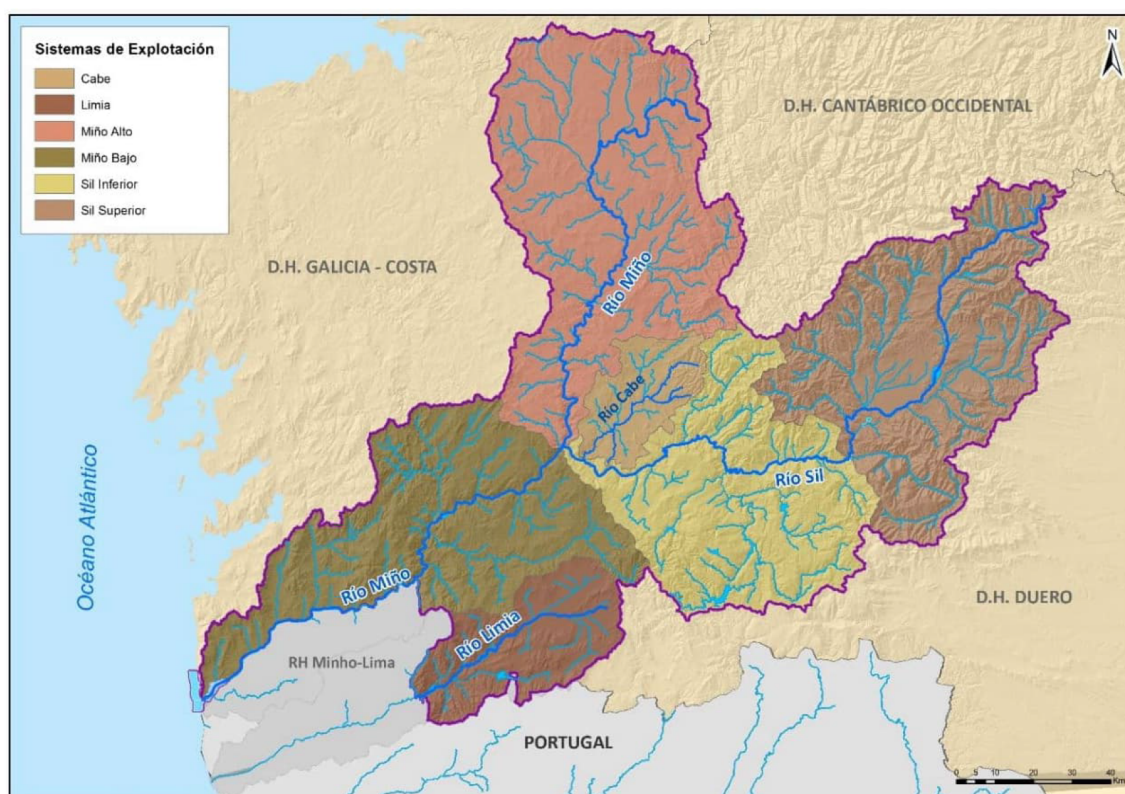 Sistemas de Explotación
Cabe
Limia
Miño Alto
Miño Bajo
Sil Inferior
Sil Superior
N
D.H. CANTÁBRICO OCCIDENTAL
D.H. GALICIA - COSTA
Río Miño
Río Cabe
Río Sil
Océano Atlántico
Río Miño
Río Limia
D.H. DUERO
RH Minho-Lima
PORTUGAL
0 5 10 20 30 40
Km